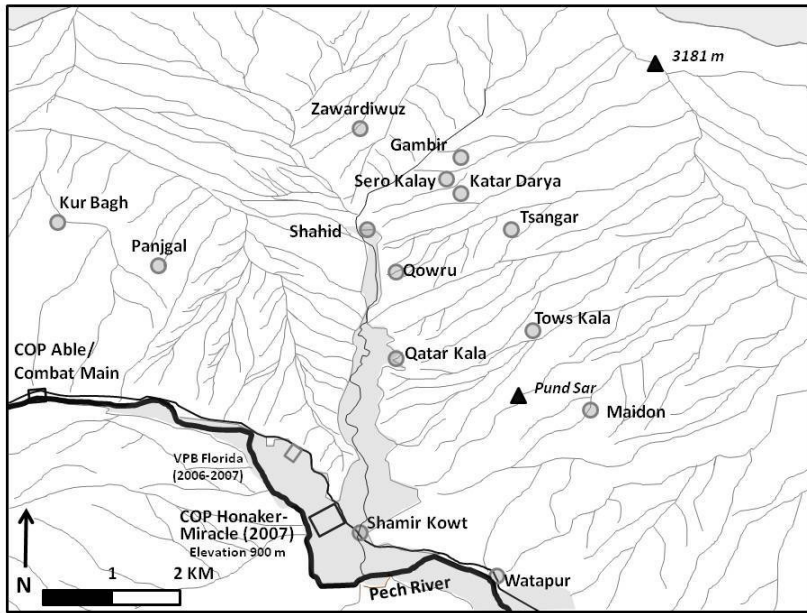 3181 m
Zawardiwuz
Gambir
Sero Kalay
Katar Darya
Kur Bagh
Tsangar
Shahid
Panjgal
Qowru
Tows Kala
COP Able/
Combat Main
Qatar Kala
Pund Sar
Maidon
VPB Florida
(2006-2007)
COP Honaker-
Miracle (2007)
Elevation 900 m
Shamir Kowt
N
1
2 KM
Pech River
Watapur